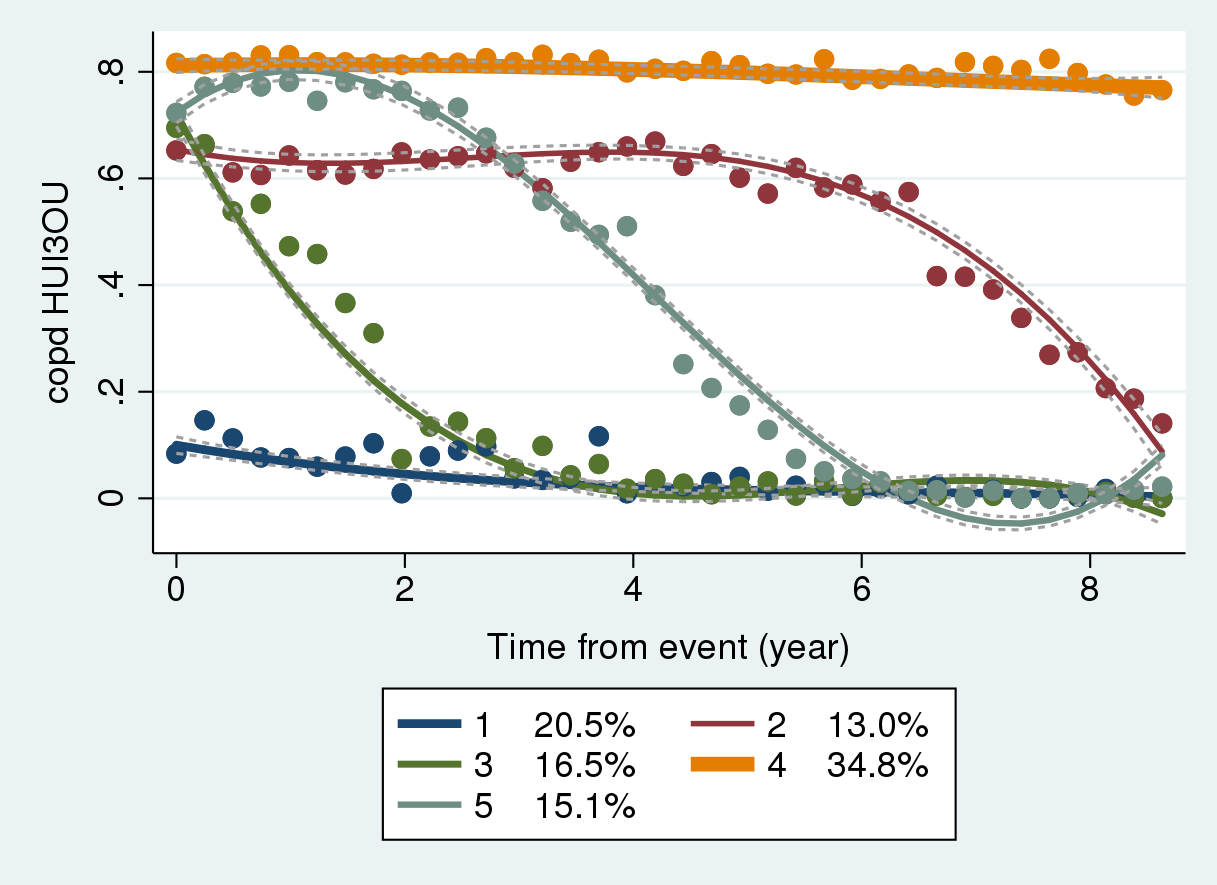 copd HUI3OU
.8
.6
.4
.2
0
0 2 4 6 8
Time from event (year)
1 20.5% 2 13.0%
3 16.5% 4 34.8%
5 15.1%